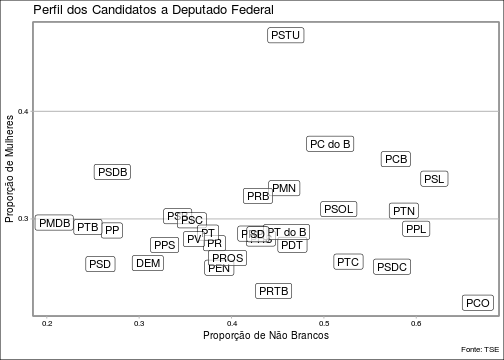 Perfil dos Candidatos a Deputado Federal
PSTU
0.4
PC do B
PCB
PSDB
PSL
PMN
PRB
PSOL
PTN
PSC
PMDB
0.3
PTB
PP
PPL
PT
PT do B
PV
PR
PPS
PDT
PROS
PTC
PSD
DEM
PEN
PSDC
PRTB
PCO
0.2
0.3
0.4
0.5
0.6
Proporção de Mulheres
Proporção de Não Brancos
Fonte: TSE